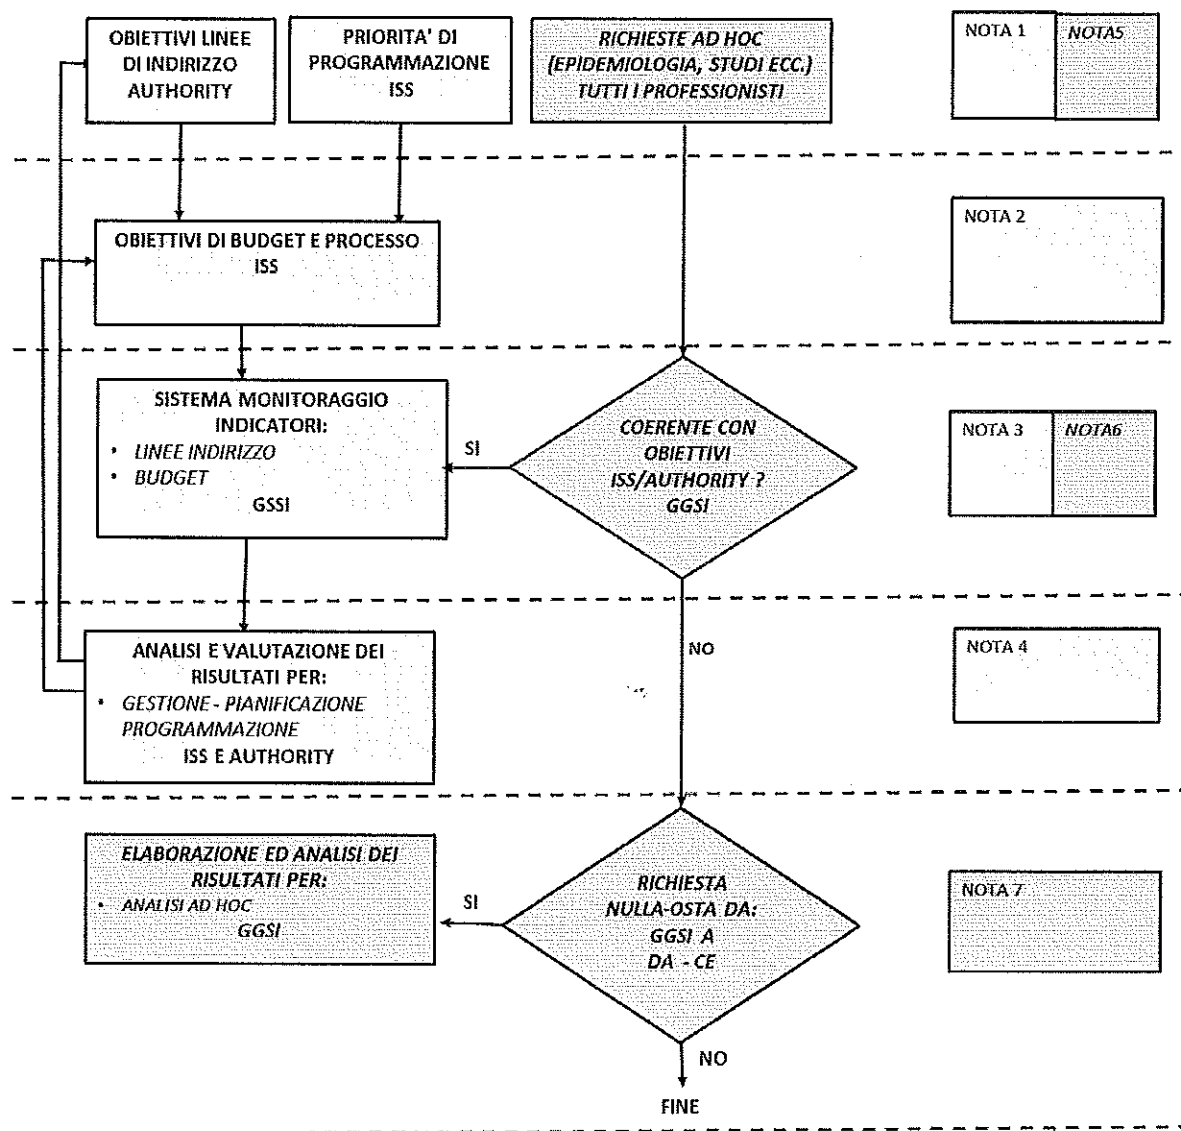 OBIETTIVI LINEE
DI INDIRIZZO
AUTHORITY
PRIORITA' DI
PROGRAMMAZIONE
ISS
RICHIESTE AD HOC
(EPIDEMIOLOGIA, STUDI ECC.)
TUTTI I PROFESSIONISTI
NOTA 1
NOTA5
OBIETTIVI DI BUDGET E PROCESSO
ISS
NOTA 2
SISTEMA MONITORAGGIO
INDICATORI:
• LINEE INDIRIZZO
• BUDGET
GSSI
SI
COERENTE CON
OBIETTIVI
ISS/AUTHORITY ?
GGSI
NOTA 3
NOTA6
ANALISI E VALUTAZIONE DEI
RISULTATI PER:
• GESTIONE - PIANIFICAZIONE
PROGRAMMAZIONE
ISS E AUTHORITY
NO
NOTA 4
ELABORAZIONE ED ANALISI DEI
RISULTATI PER:
• ANALISI AD HOC
GGSI
SI
RICHIESTA
NULLA-OSTA DA:
GGSI A
DA - CE
NOTA 7
NO
FINE